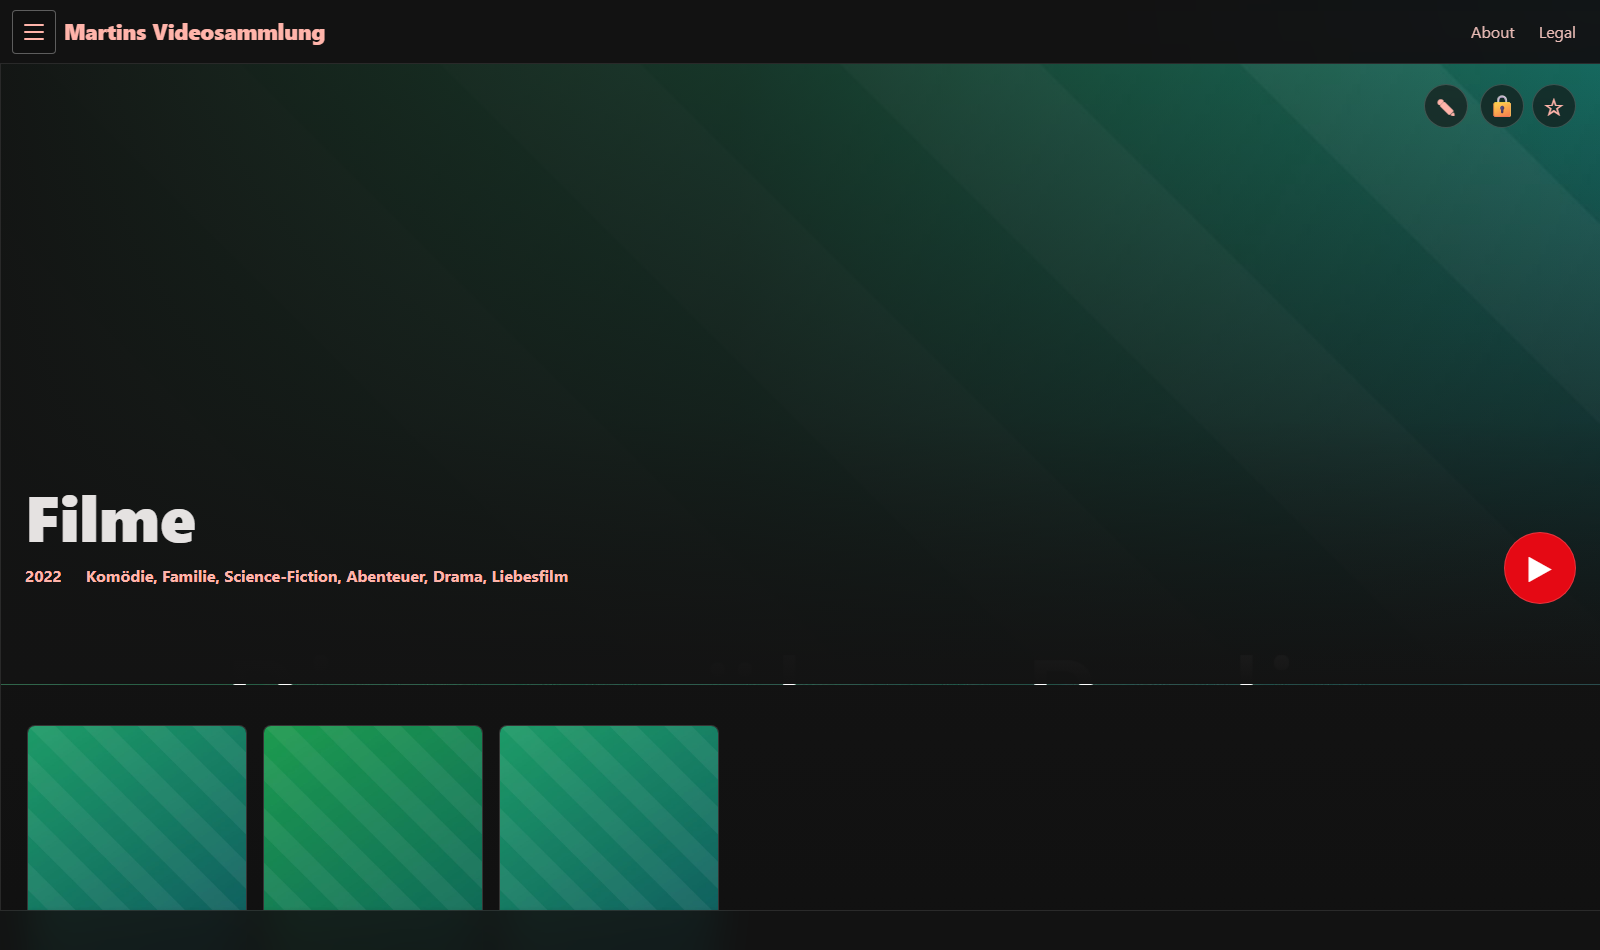 Martins Videosammlung
About
Legal
Filme
2022 Komödie, Familie, Science-Fiction, Abenteuer, Drama, Liebesfilm